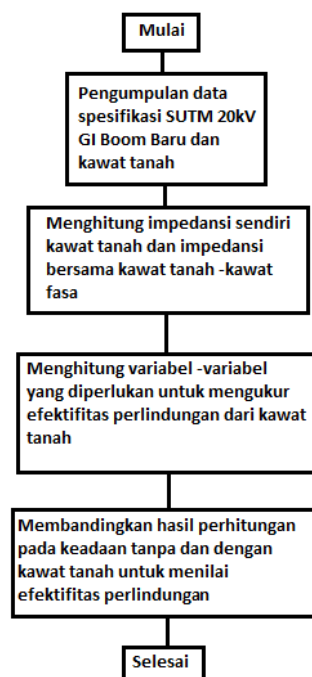 Mulai
Pengumpulan data
spesifikasi SUTM 20kV
GI Boom Baru dan
kawat tanah
Menghitung impedansi sendiri
kawat tanah dan impedansi
bersama kawat tanah -kawat
fasa
Menghitung variabel -variabel
yang diperlukan untuk mengukur
efektifitas perlindungan dari kawat
tanah
Membandingkan hasil perhitungan
pada keadaan tanpa dan dengan
kawat tanah untuk menilai
efektifitas perlindungan
Selesai